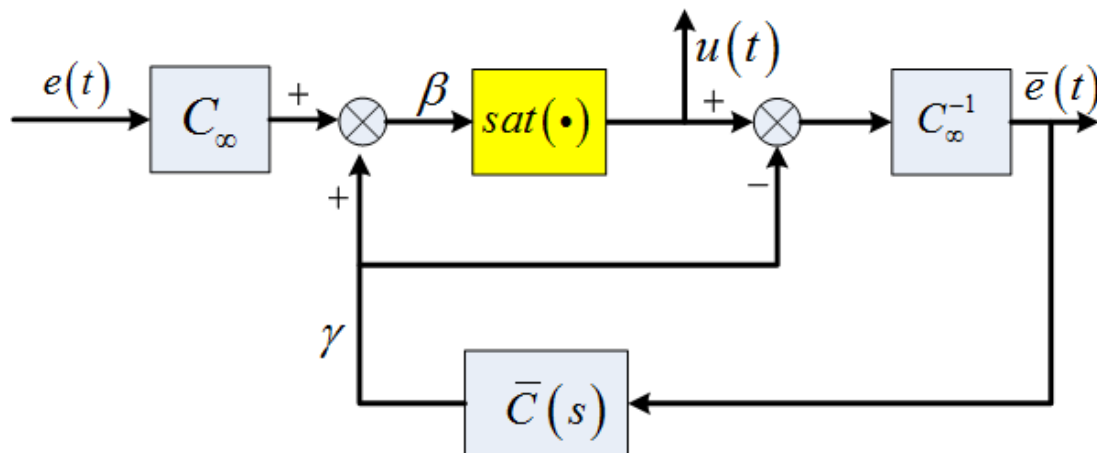 e(t)
C∞
+
β
sat(•)
u(t)
+
C∞⁻¹
e̅(t)
+
−
γ
C̅(s)